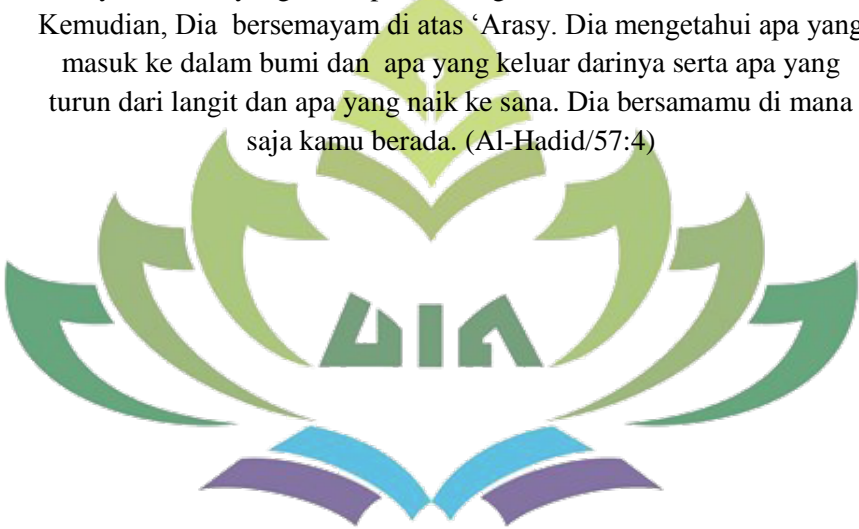 Kemudian, Dia bersemayam di atas ‘Arasy. Dia mengetahui apa yang
masuk ke dalam bumi dan apa yang keluar darinya serta apa yang
turun dari langit dan apa yang naik ke sana. Dia bersamamu di mana
saja kamu berada. (Al-Hadid/57:4)
UIN